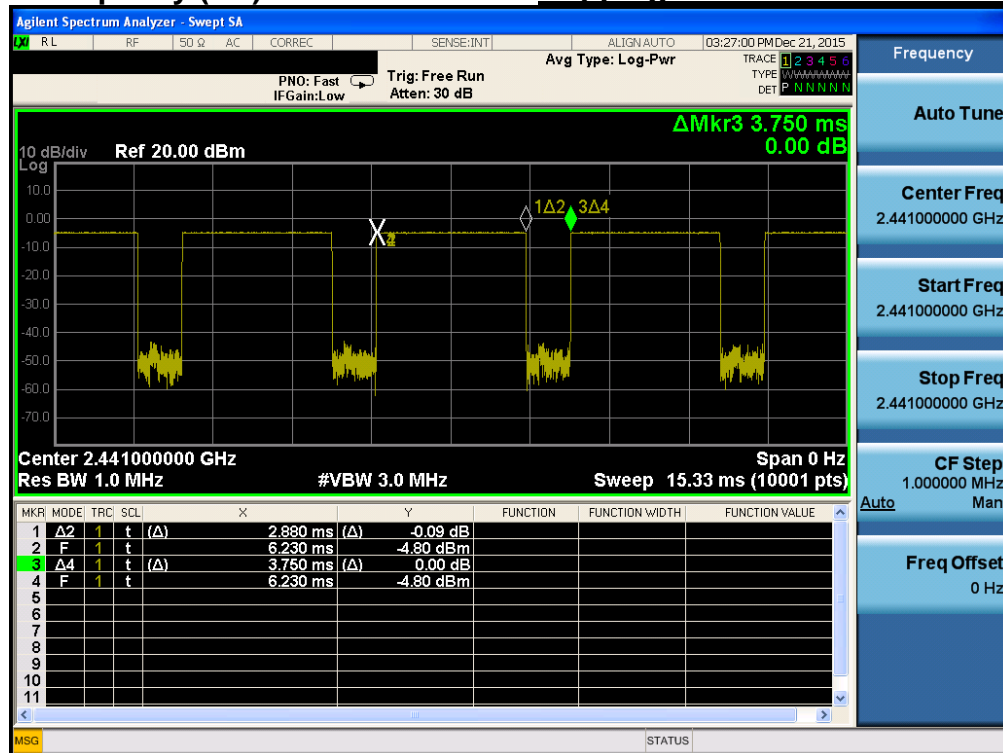 Agilent Spectrum Analyzer - Swept SA
LXI RL RF 50 Ω AC CORREC SENSE:INT ALIGN AUTO 03:27:00 PM Dec 21, 2015
PNO: Fast
IFGain:Low
Trig: Free Run
Atten: 30 dB
Avg Type: Log-Pwr
TRACE 1 2 3 4 5 6
TYPE
DET P N N N N N
ΔMkr3 3.750 ms
0.00 dB
10 dB/div Ref 20.00 dBm
Log
10.0
0.00
-10.0
-20.0
-30.0
-40.0
-50.0
-60.0
-70.0
1Δ2 3Δ4
Center 2.441000000 GHz Span 0 Hz
Res BW 1.0 MHz #VBW 3.0 MHz Sweep 15.33 ms (10001 pts)
MKR MODE TRC SCL X Y FUNCTION FUNCTION WIDTH FUNCTION VALUE
1 Δ2 1 t (Δ) 2.880 ms (Δ) -0.09 dB
2 F 1 t 6.230 ms -4.80 dBm
3 Δ4 1 t (Δ) 3.750 ms (Δ) 0.00 dB
4 F 1 t 6.230 ms -4.80 dBm
5
6
7
8
9
10
11
MSG STATUS
Frequency
Auto Tune
Center Freq
2.441000000 GHz
Start Freq
2.441000000 GHz
Stop Freq
2.441000000 GHz
CF Step
1.000000 MHz
Auto Man
Freq Offset
0 Hz